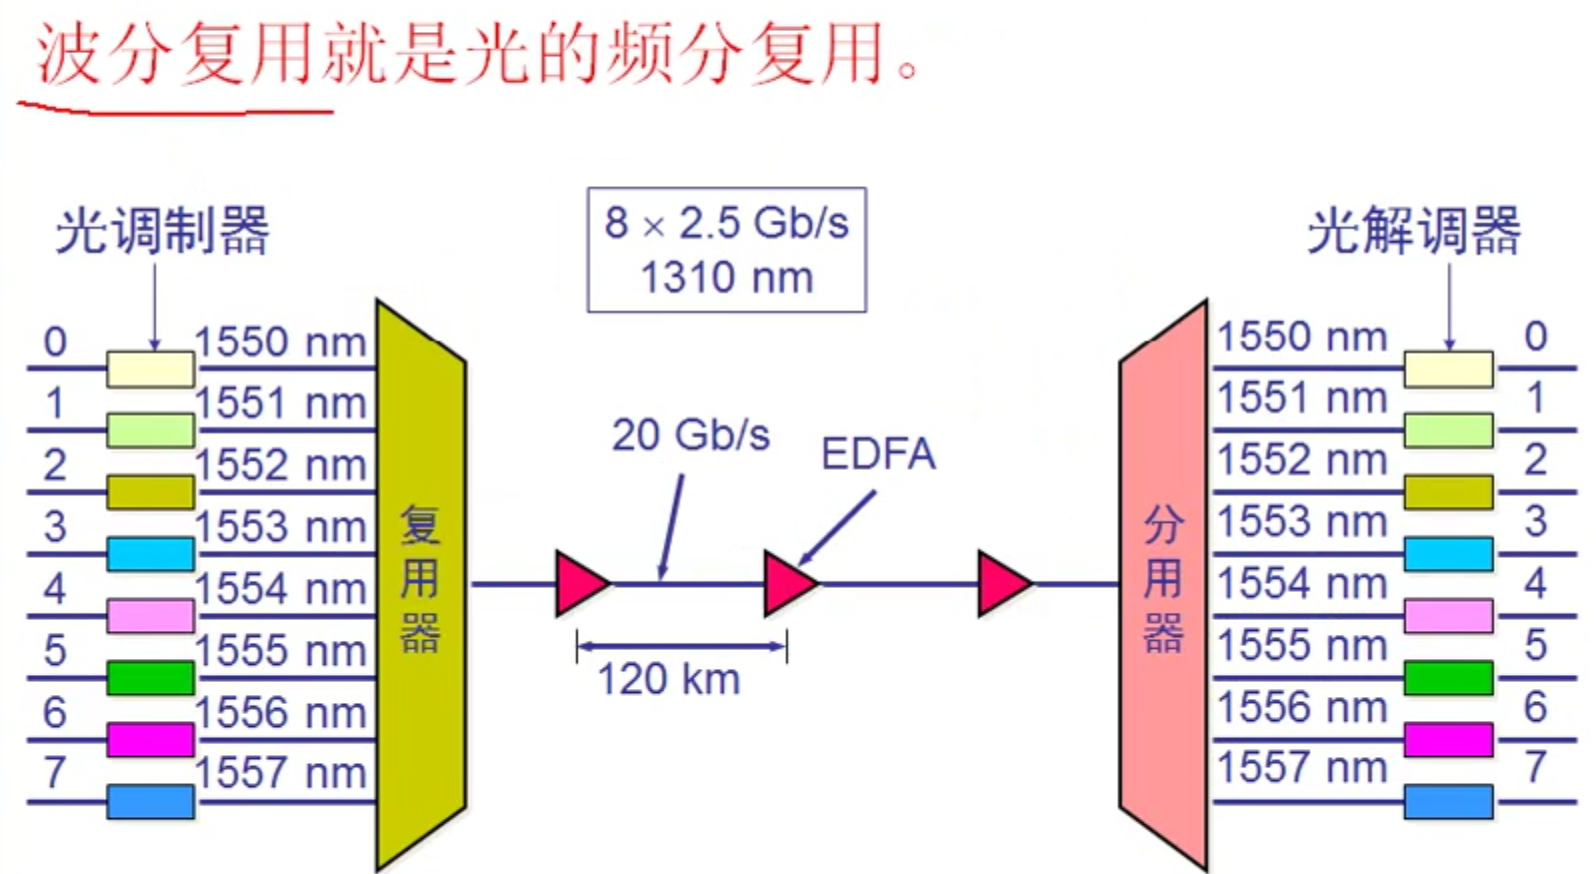 波分复用就是光的频分复用。
8 × 2.5 Gb/s
1310 nm
光调制器
光解调器
0 1550 nm
1 1551 nm
2 1552 nm
3 1553 nm
4 1554 nm
5 1555 nm
6 1556 nm
7 1557 nm
复用器
20 Gb/s
EDFA
120 km
分用器
1550 nm 0
1551 nm 1
1552 nm 2
1553 nm 3
1554 nm 4
1555 nm 5
1556 nm 6
1557 nm 7